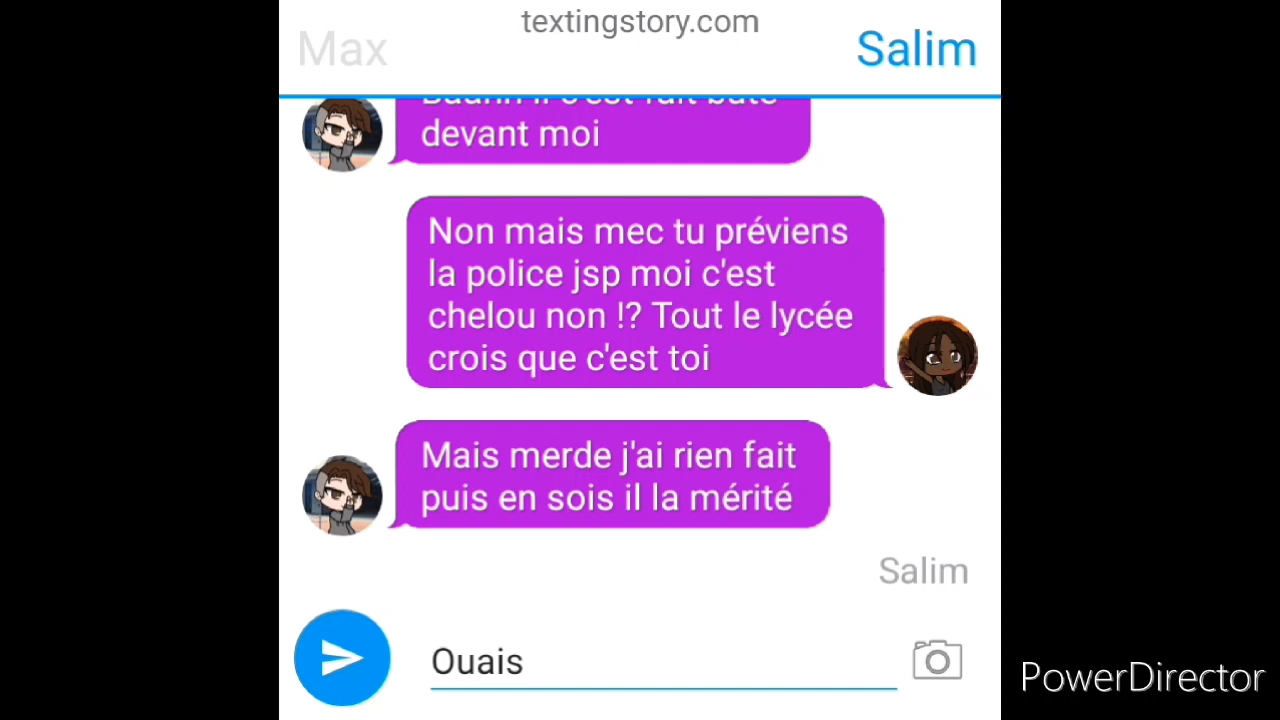 textingstory.com
Max
Salim
devant moi
Non mais mec tu préviens
la police jsp moi c'est
chelou non !? Tout le lycée
crois que c'est toi
Mais merde j'ai rien fait
puis en sois il la mérité
Salim
Ouais
PowerDirector